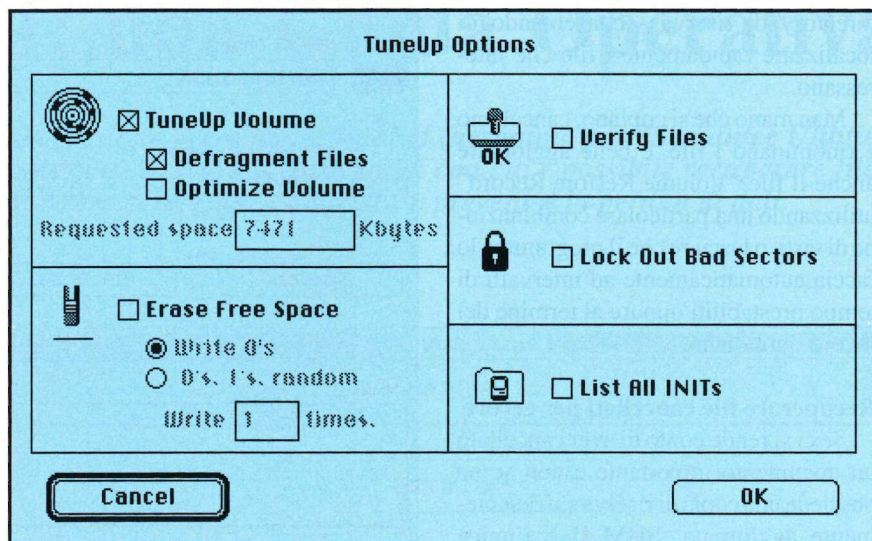 TuneUp Options
TuneUp Volume
Defragment Files
Optimize Volume
Requested space 7471 Kbytes
Erase Free Space
Write 0's
0's, 1's, random
Write 1 times.
OK
Verify Files
Lock Out Bad Sectors
List All INITs
Cancel
OK